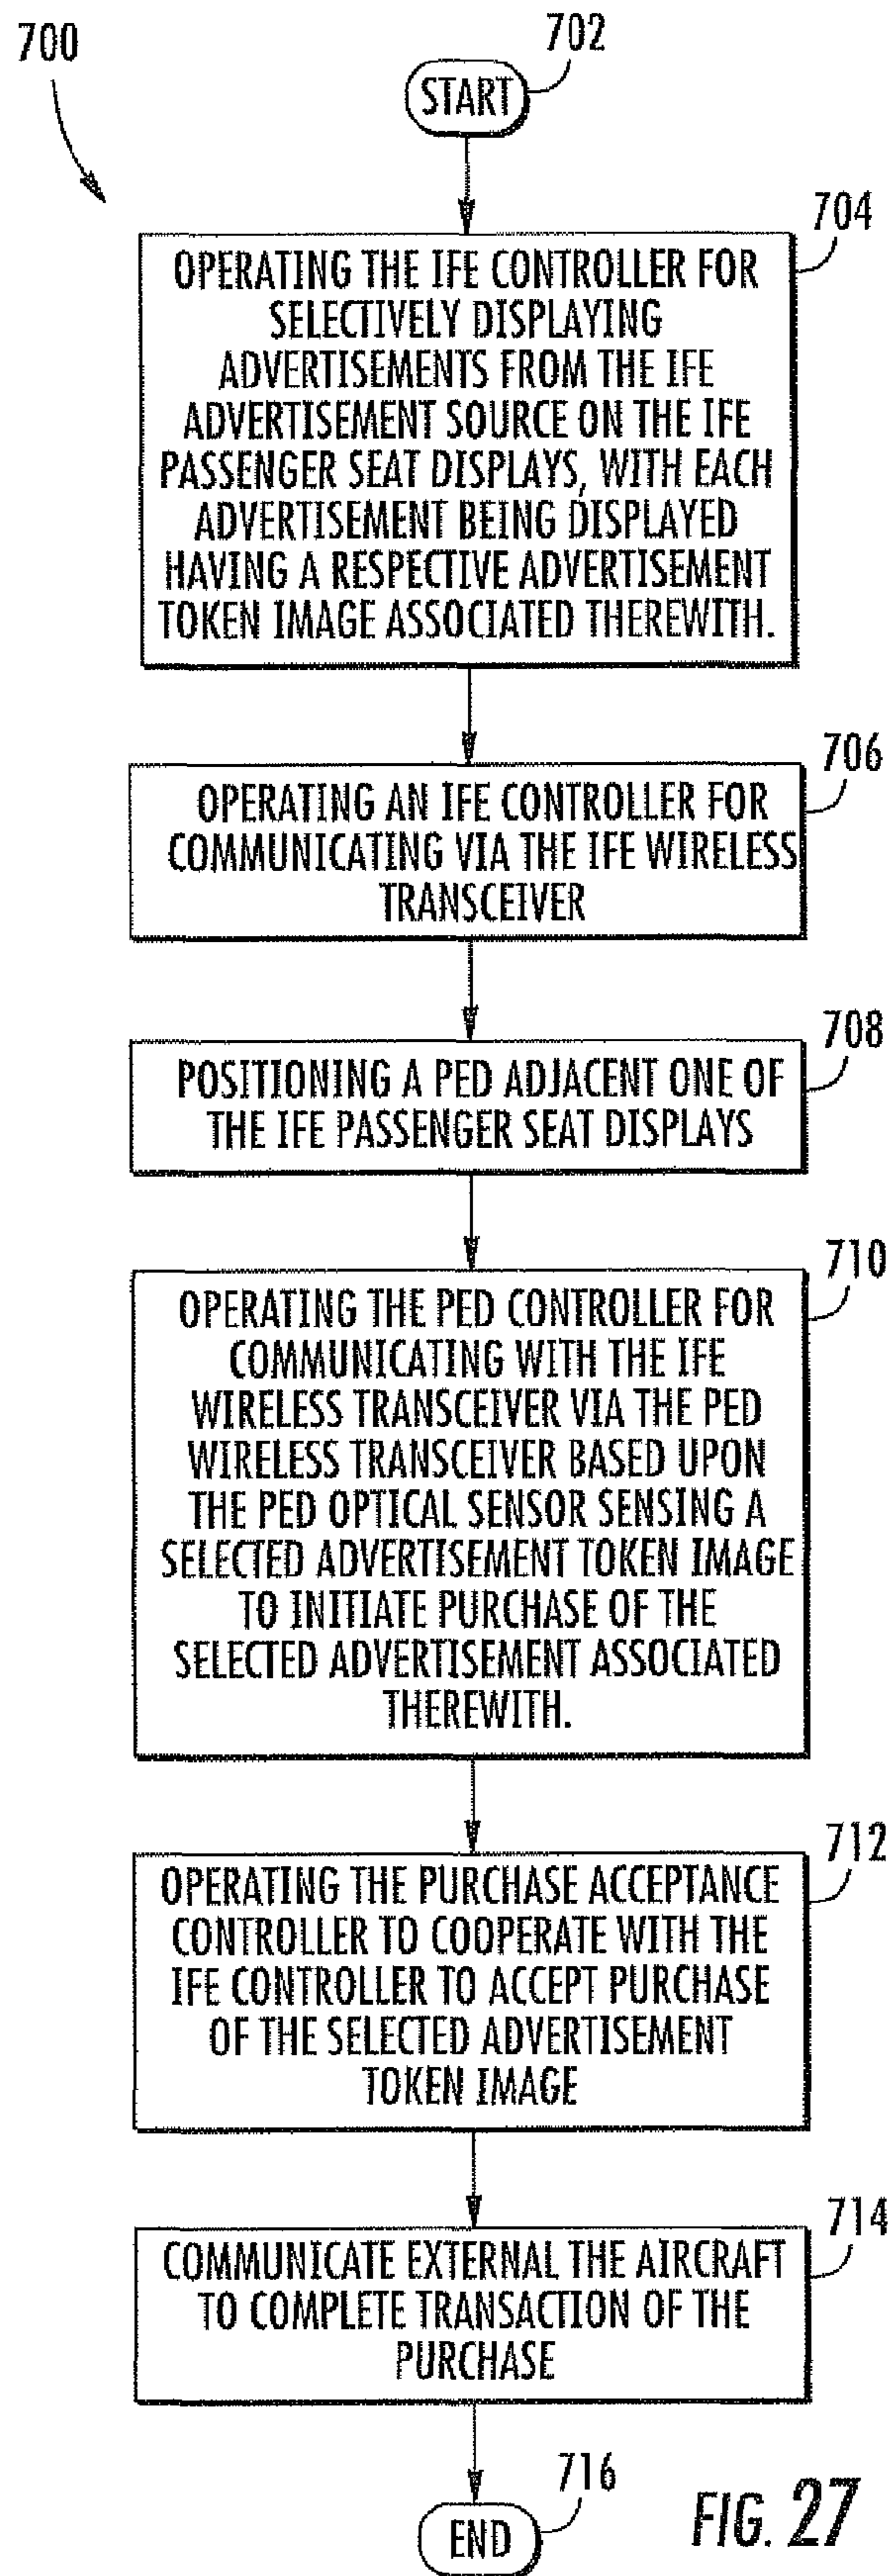 700
702
START
704
OPERATING THE IFE CONTROLLER FOR
SELECTIVELY DISPLAYING
ADVERTISEMENTS FROM THE IFE
ADVERTISEMENT SOURCE ON THE IFE
PASSENGER SEAT DISPLAYS, WITH EACH
ADVERTISEMENT BEING DISPLAYED
HAVING A RESPECTIVE ADVERTISEMENT
TOKEN IMAGE ASSOCIATED THEREWITH.
706
OPERATING AN IFE CONTROLLER FOR
COMMUNICATING VIA THE IFE WIRELESS
TRANSCEIVER
708
POSITIONING A PED ADJACENT ONE OF
THE IFE PASSENGER SEAT DISPLAYS
710
OPERATING THE PED CONTROLLER FOR
COMMUNICATING WITH THE IFE
WIRELESS TRANSCEIVER VIA THE PED
WIRELESS TRANSCEIVER BASED UPON
THE PED OPTICAL SENSOR SENSING A
SELECTED ADVERTISEMENT TOKEN IMAGE
TO INITIATE PURCHASE OF THE
SELECTED ADVERTISEMENT ASSOCIATED
THEREWITH.
712
OPERATING THE PURCHASE ACCEPTANCE
CONTROLLER TO COOPERATE WITH THE
IFE CONTROLLER TO ACCEPT PURCHASE
OF THE SELECTED ADVERTISEMENT
TOKEN IMAGE
714
COMMUNICATE EXTERNAL THE AIRCRAFT
TO COMPLETE TRANSACTION OF THE
PURCHASE
716
END
FIG. 27